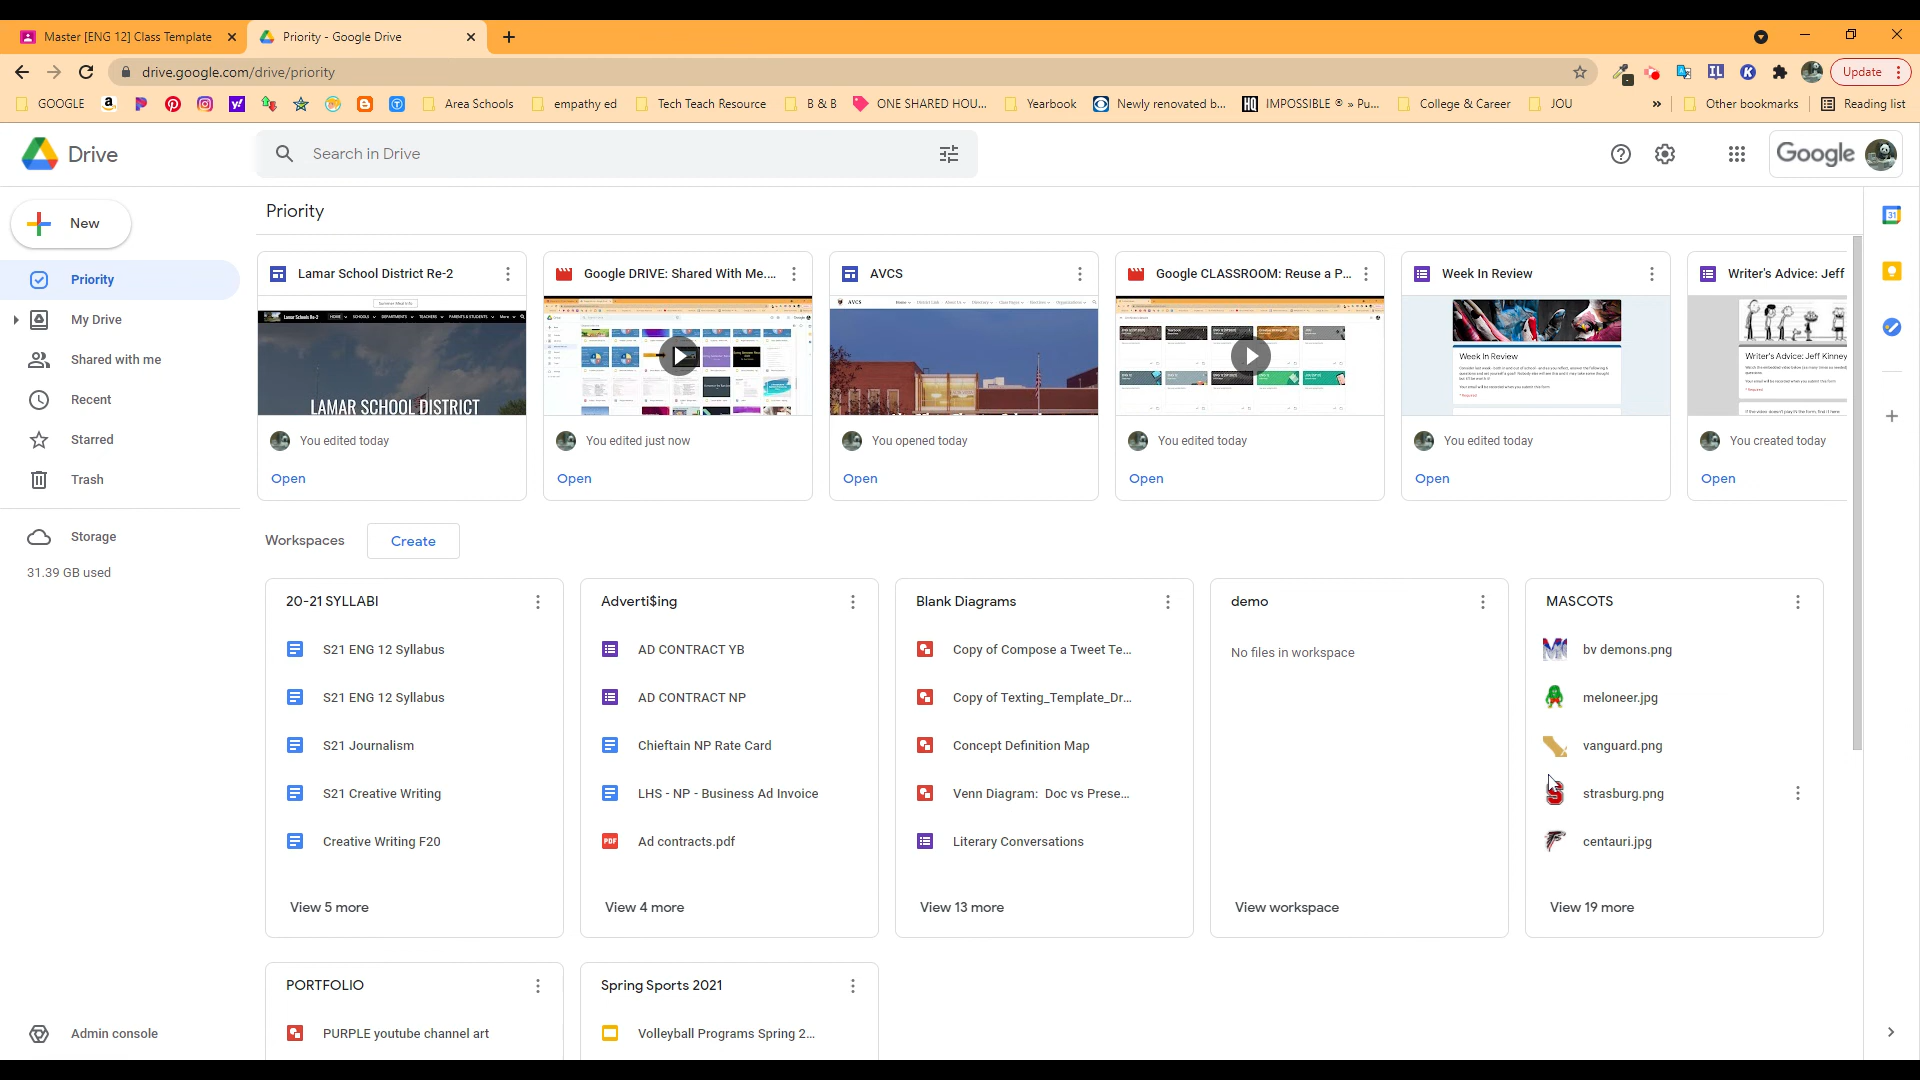 Master [ENG 12] Class Template
Priority - Google Drive
drive.google.com/drive/priority
Update
GOOGLE
Area Schools
empathy ed
Tech Teach Resource
B & B
ONE SHARED HOU...
Yearbook
Newly renovated b...
IMPOSSIBLE ® » Pu...
College & Career
JOU
»
Other bookmarks
Reading list
Drive
Search in Drive
Google
New
Priority
My Drive
Shared with me
Recent
Starred
Trash
Storage
31.39 GB used
Admin console
Priority
Lamar School District Re-2
LAMAR SCHOOL DISTRICT
You edited today
Open
Google DRIVE: Shared With Me....
You edited just now
Open
AVCS
AVCS
You opened today
Open
Google CLASSROOM: Reuse a P...
You edited today
Open
Week In Review
Week In Review
You edited today
Open
Writer's Advice: Jeff
Writer's Advice: Jeff Kinney
You created today
Open
Workspaces
Create
20-21 SYLLABI
S21 ENG 12 Syllabus
S21 ENG 12 Syllabus
S21 Journalism
S21 Creative Writing
Creative Writing F20
View 5 more
Adverti$ing
AD CONTRACT YB
AD CONTRACT NP
Chieftain NP Rate Card
LHS - NP - Business Ad Invoice
PDF
Ad contracts.pdf
View 4 more
Blank Diagrams
Copy of Compose a Tweet Te...
Copy of Texting_Template_Dr...
Concept Definition Map
Venn Diagram: Doc vs Prese...
Literary Conversations
View 13 more
demo
No files in workspace
View workspace
MASCOTS
bv demons.png
meloneer.jpg
vanguard.png
strasburg.png
centauri.jpg
View 19 more
PORTFOLIO
PURPLE youtube channel art
Spring Sports 2021
Volleyball Programs Spring 2...
31